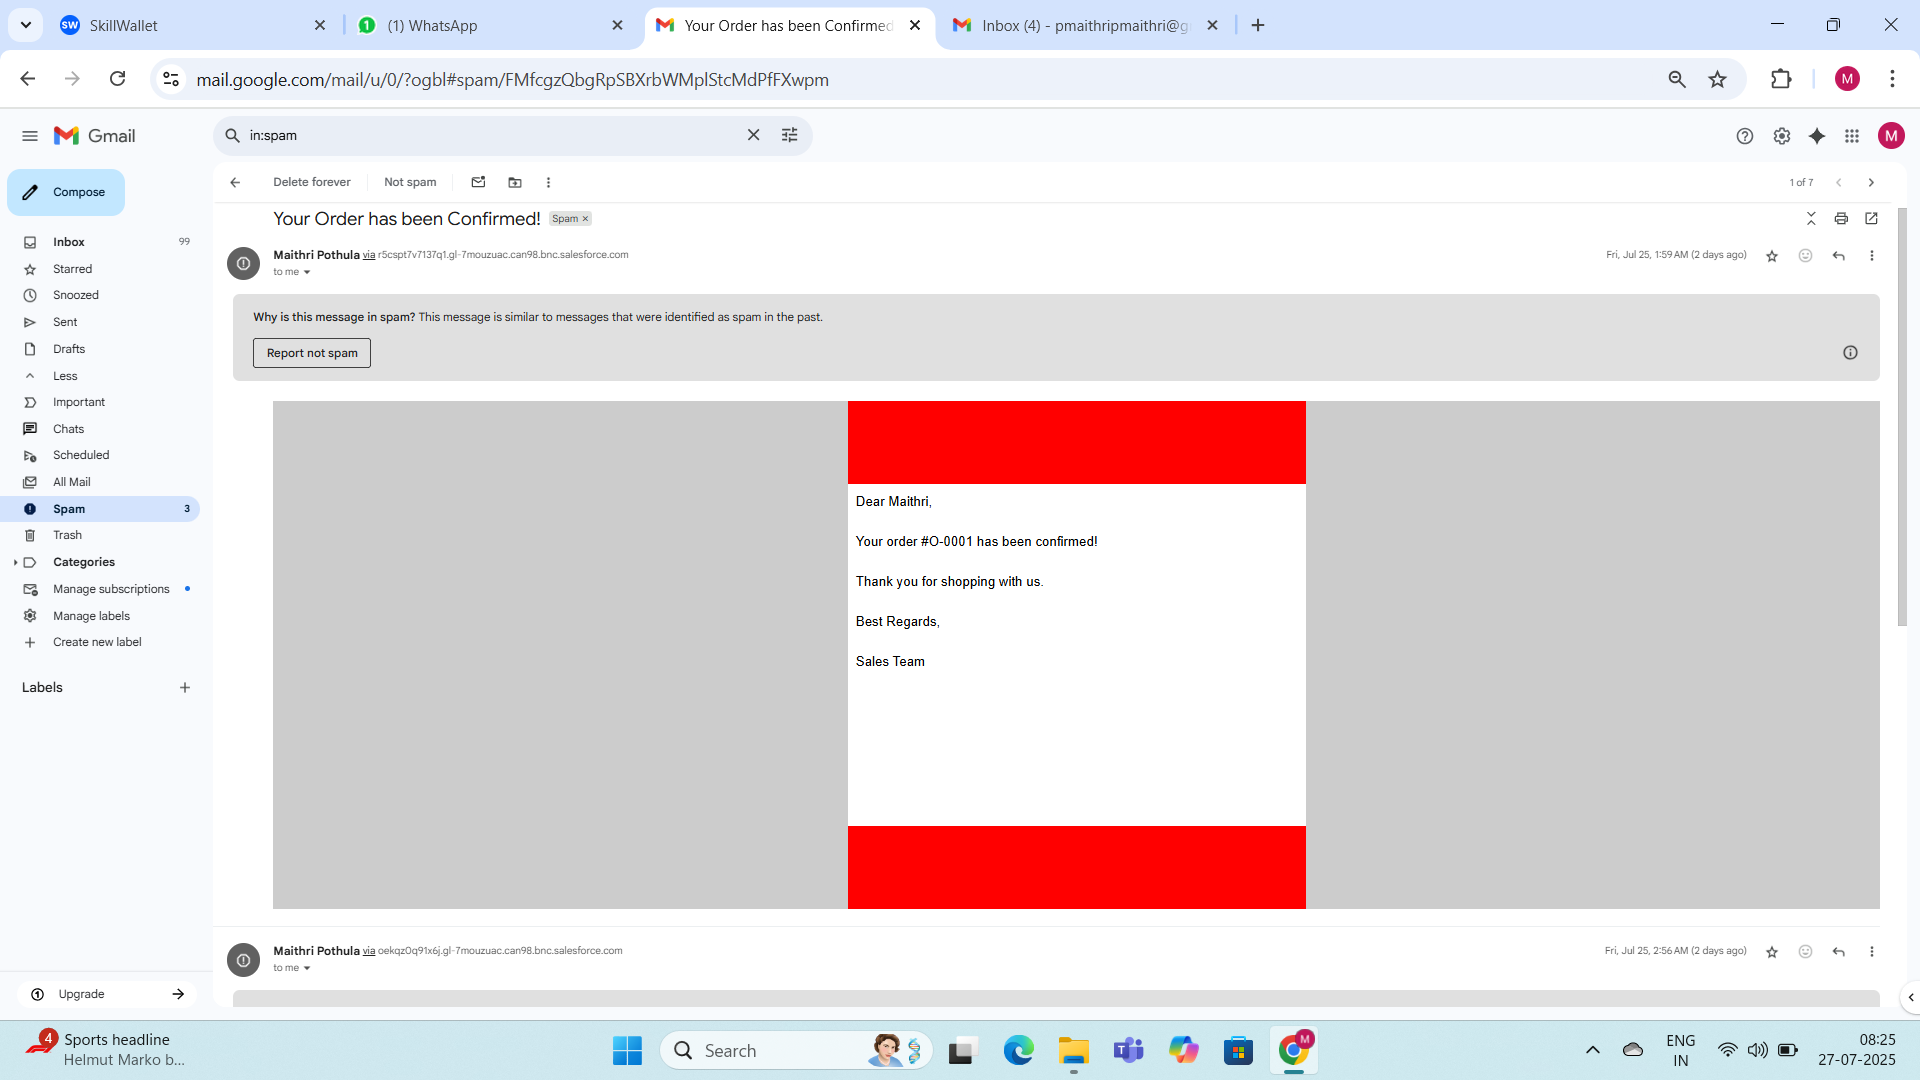 SkillWallet
(1) WhatsApp
Your Order has been Confirmed
Inbox (4) - pmaithripmaithri@g
mail.google.com/mail/u/0/?ogbl#spam/FMfcgzQbgRpSBXrbWMplStcMdPfFXwpm
M
Gmail
in:spam
M
Compose
Delete forever
Not spam
1 of 7
Your Order has been Confirmed!
Spam ×
Inbox 99
Starred
Snoozed
Sent
Drafts
Less
Important
Chats
Scheduled
All Mail
Spam 3
Trash
Categories
Manage subscriptions
Manage labels
Create new label
Labels
Upgrade
Maithri Pothula via r5cspt7v7137q1.gl-7mouzuac.can98.bnc.salesforce.com
Fri, Jul 25, 1:59 AM (2 days ago)
to me
Why is this message in spam? This message is similar to messages that were identified as spam in the past.
Report not spam
Dear Maithri,
Your order #O-0001 has been confirmed!
Thank you for shopping with us.
Best Regards,
Sales Team
Maithri Pothula via oekqz0q91x6j.gl-7mouzuac.can98.bnc.salesforce.com
Fri, Jul 25, 2:56 AM (2 days ago)
to me
4
Sports headline
Helmut Marko b...
Search
M
ENG
IN
08:25
27-07-2025